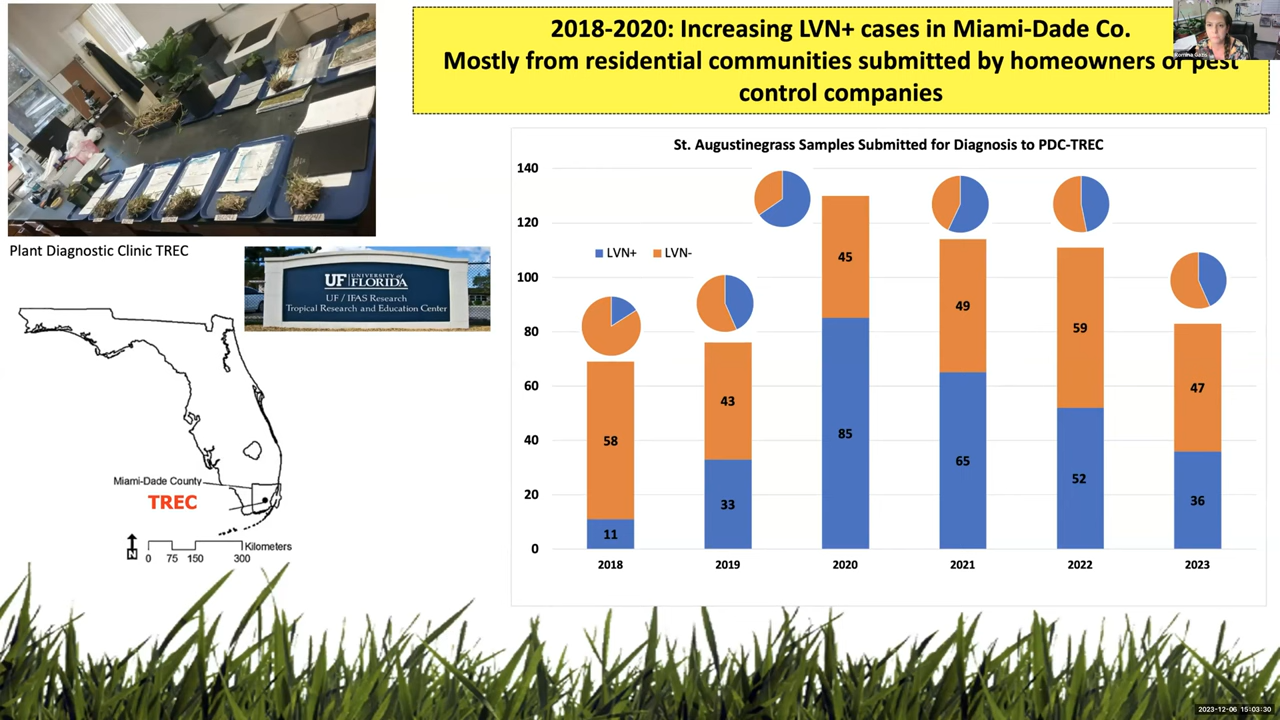 2018-2020: Increasing LVN+ cases in Miami-Dade Co.
Mostly from residential communities submitted by homeowners or pest
control companies
Plant Diagnostic Clinic TREC
UF UNIVERSITY of
FLORIDA
UF / IFAS Research
Tropical Research and Education Center
Miami-Dade County
TREC
N
Kilometers
0 75 150 300
St. Augustinegrass Samples Submitted for Diagnosis to PDC-TREC
LVN+ LVN-
140
120
100
80
60
40
20
0
58
11
43
33
45
85
49
65
59
52
47
36
2018 2019 2020 2021 2022 2023
2023-12-06 15:03:30